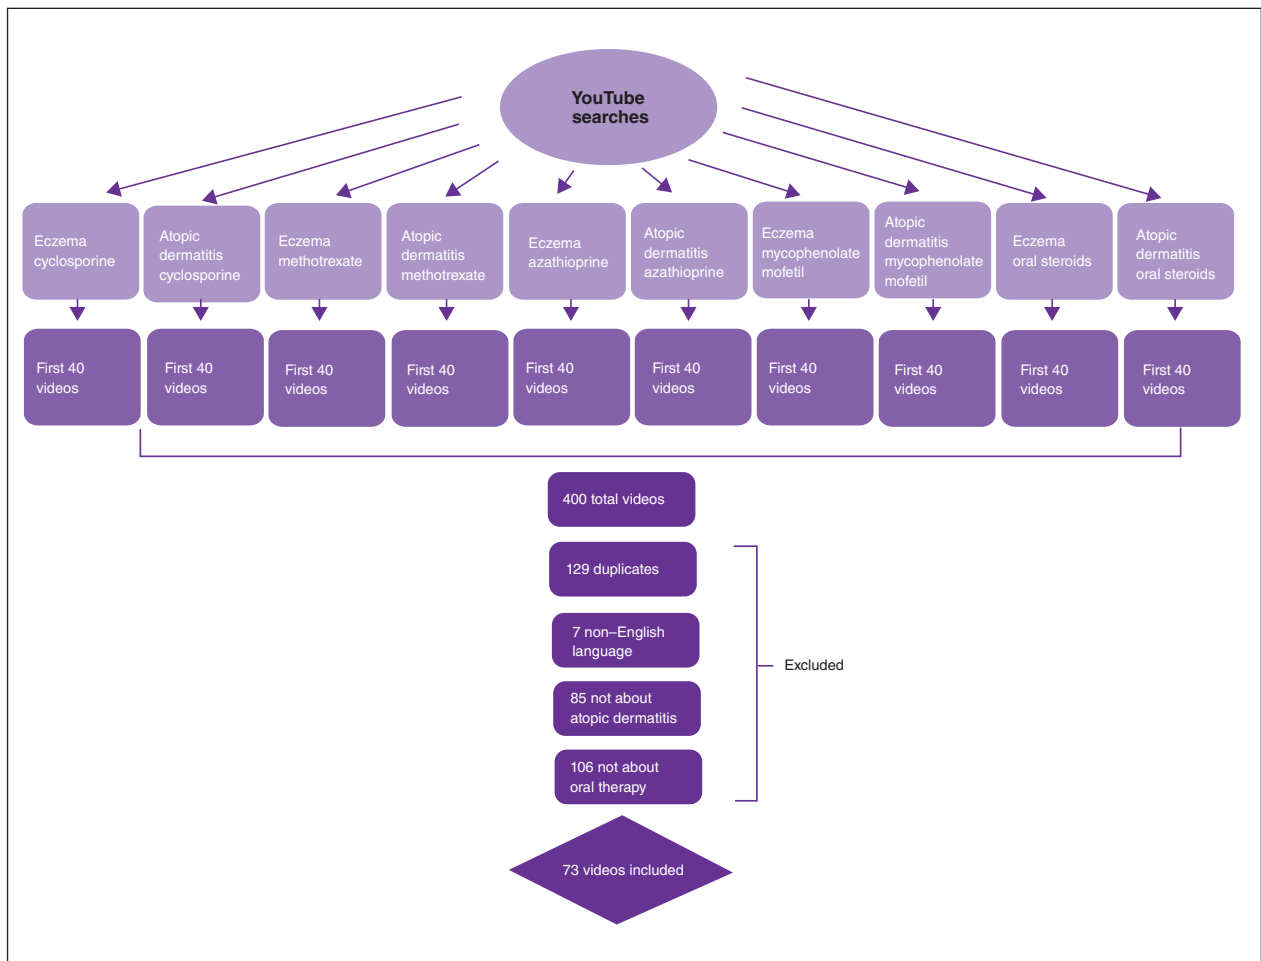 YouTube
searches
Eczema
cyclosporine
Atopic
dermatitis
cyclosporine
Eczema
methotrexate
Atopic
dermatitis
methotrexate
Eczema
azathioprine
Atopic
dermatitis
azathioprine
Eczema
mycophenolate
mofetil
Atopic
dermatitis
mycophenolate
mofetil
Eczema
oral steroids
Atopic
dermatitis
oral steroids
First 40
videos
First 40
videos
First 40
videos
First 40
videos
First 40
videos
First 40
videos
First 40
videos
First 40
videos
First 40
videos
First 40
videos
400 total videos
129 duplicates
7 non–English
language
85 not about
atopic dermatitis
106 not about
oral therapy
Excluded
73 videos included